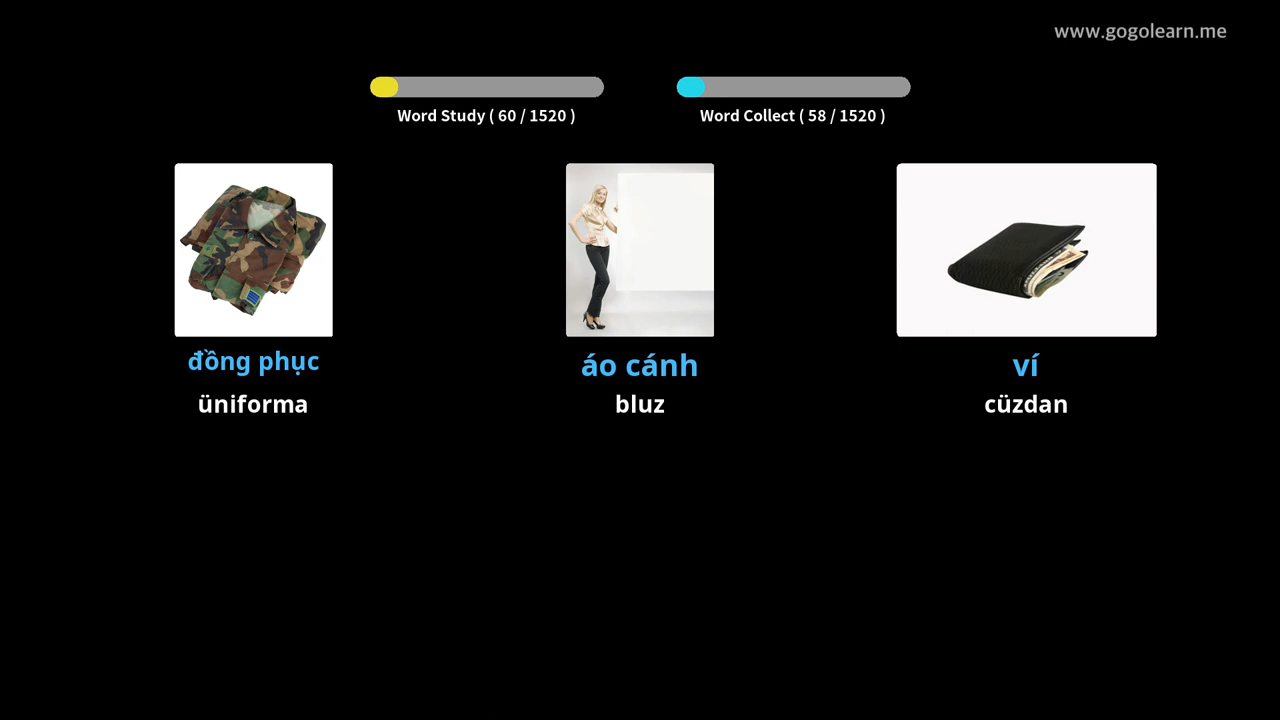 www.gogolearn.me
Word Study ( 60 / 1520 )
Word Collect ( 58 / 1520 )
đồng phục
üniforma
áo cánh
bluz
ví
cüzdan